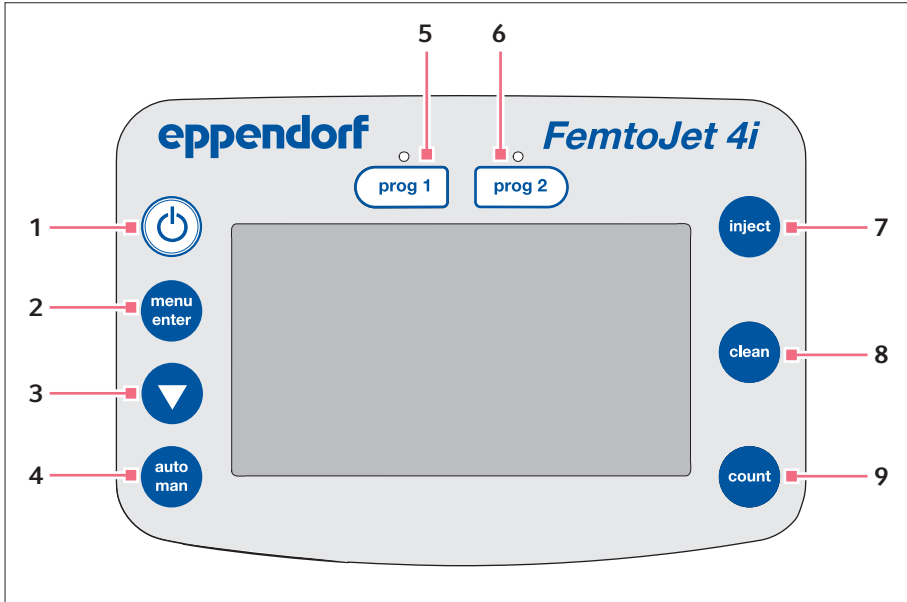 5 6
eppendorf FemtoJet 4i
prog 1 prog 2
1
inject 7
2 menu
enter
clean 8
3
4 auto
man
count 9